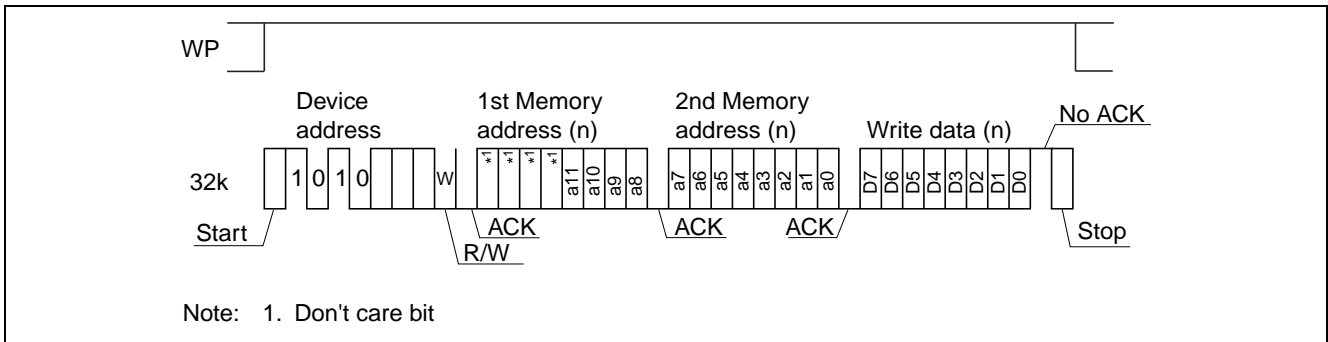 WP
Device
address
1st Memory
address (n)
2nd Memory
address (n)
Write data (n)
No ACK
32k
1 0 1 0 W *1 *1 *1 *1 a11 a10 a9 a8 a7 a6 a5 a4 a3 a2 a1 a0 D7 D6 D5 D4 D3 D2 D1 D0
Start
R/W
ACK
ACK
ACK
Stop
Note: 1. Don't care bit